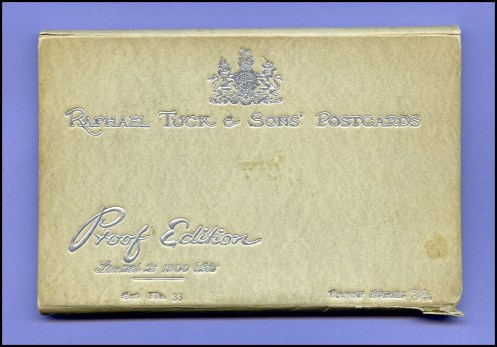 RAPHAEL TUCK & SONS' POSTCARDS
Proof Edition
Limited to 1000 Sets
Set No. 33